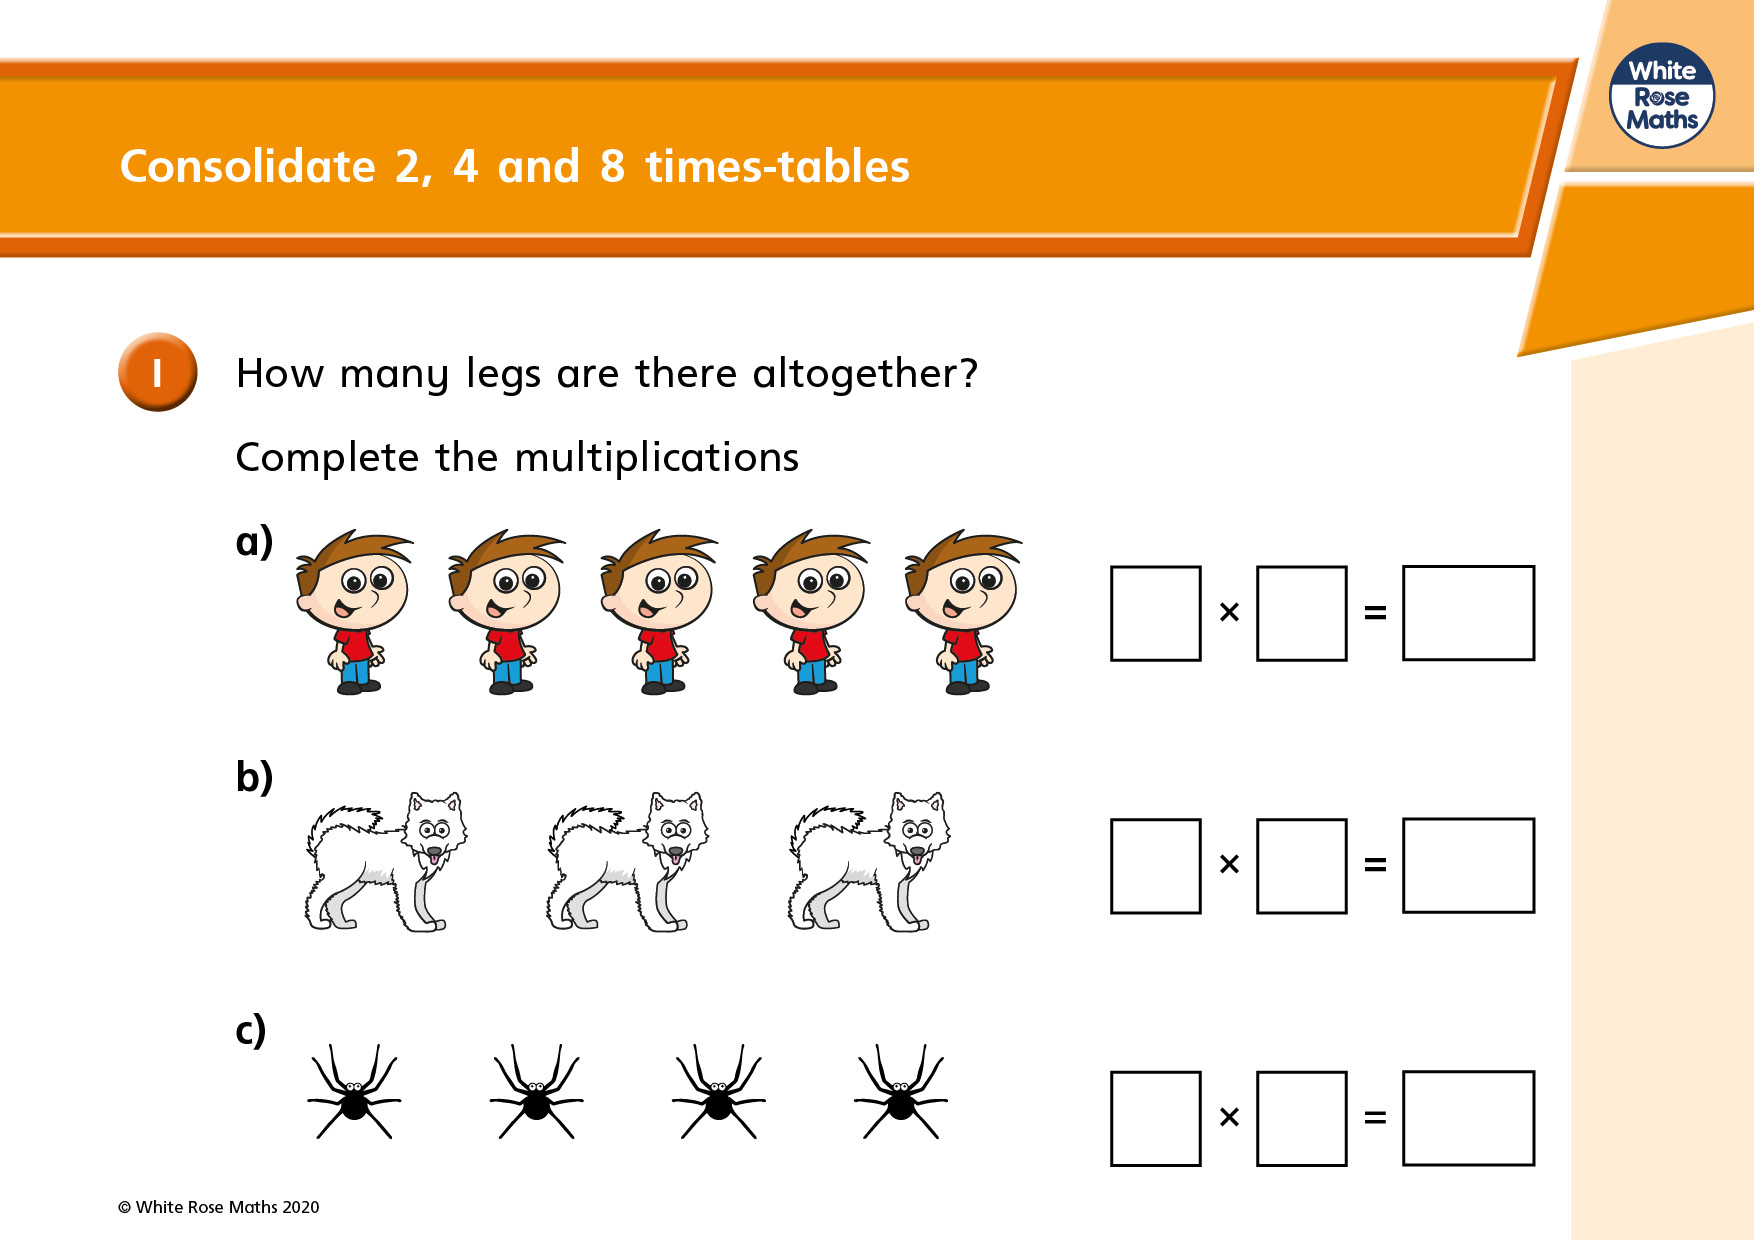 White
Rose
Maths
Consolidate 2, 4 and 8 times-tables
1 How many legs are there altogether?
Complete the multiplications
a) × =
b) × =
c) × =
© White Rose Maths 2020